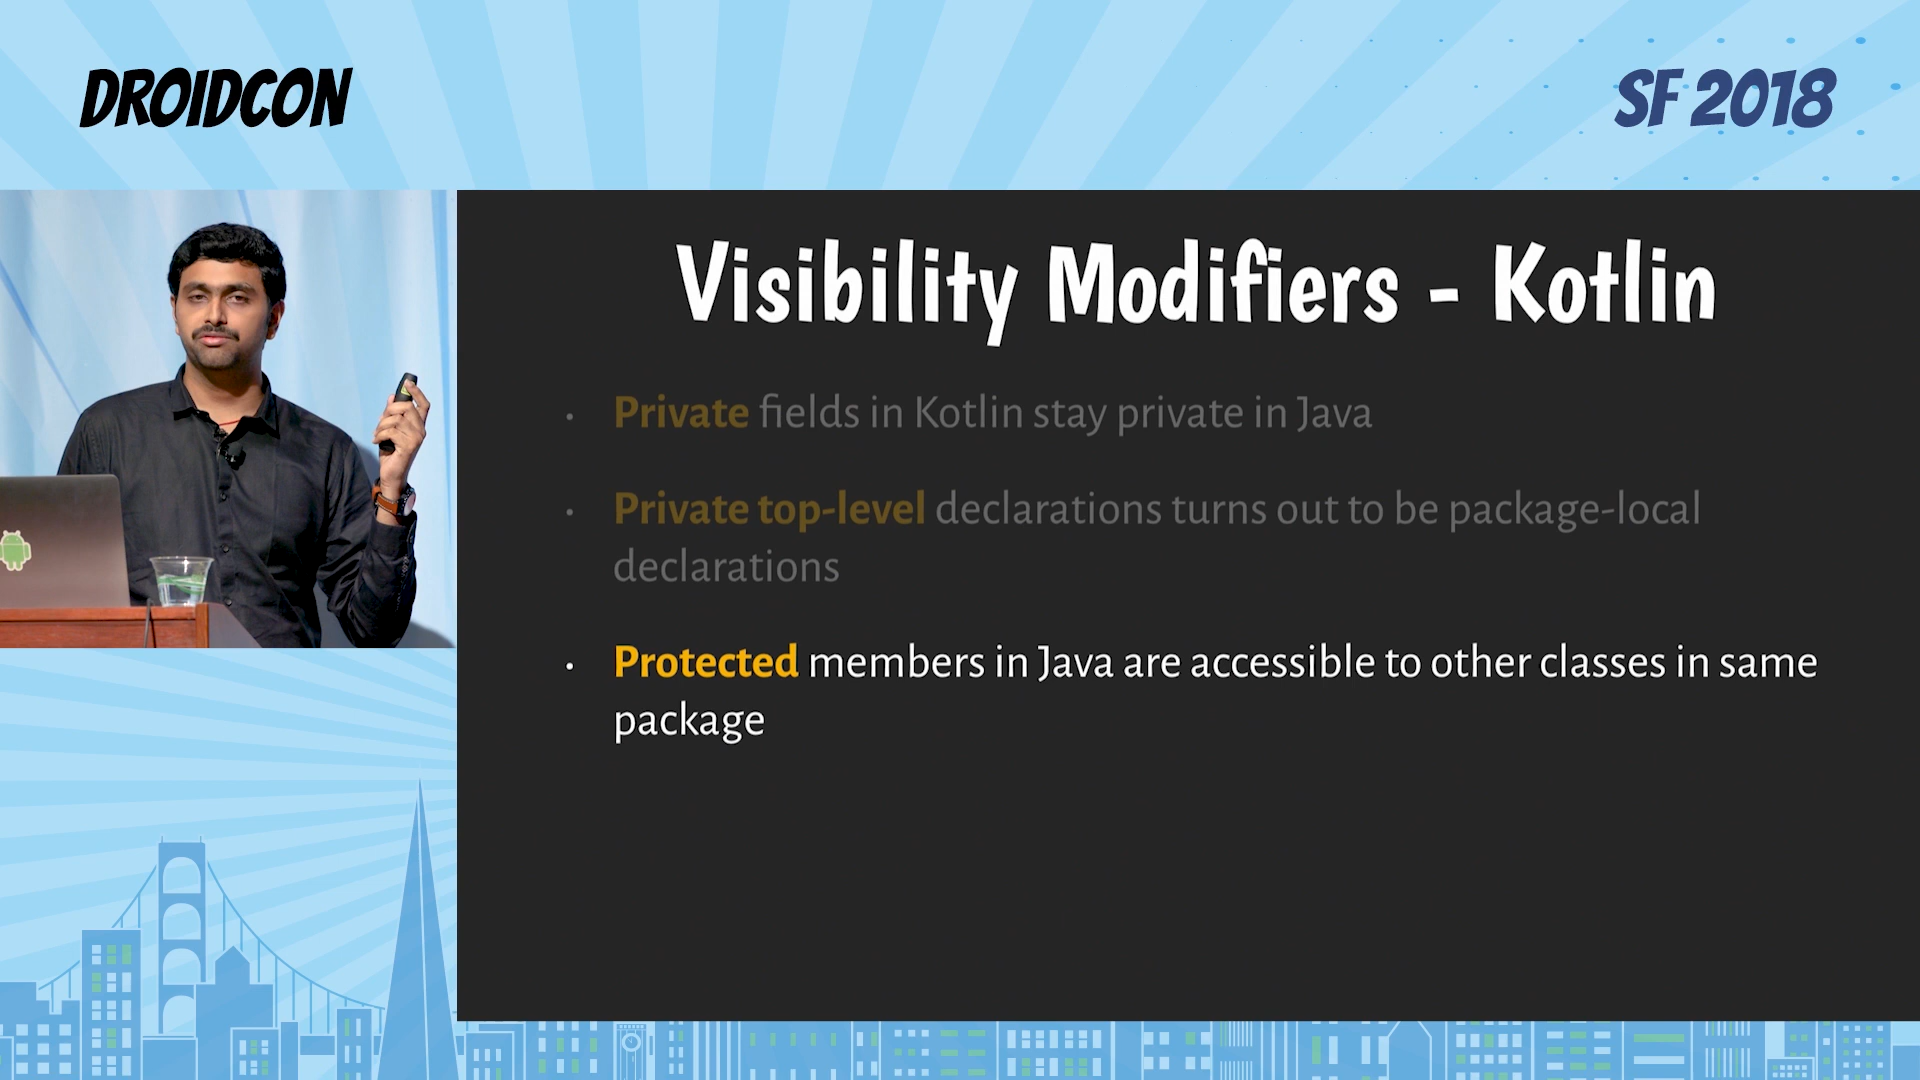 DROIDCON
SF 2018
Visibility Modifiers - Kotlin
• Private fields in Kotlin stay private in Java
• Private top-level declarations turns out to be package-local
declarations
• Protected members in Java are accessible to other classes in same
package